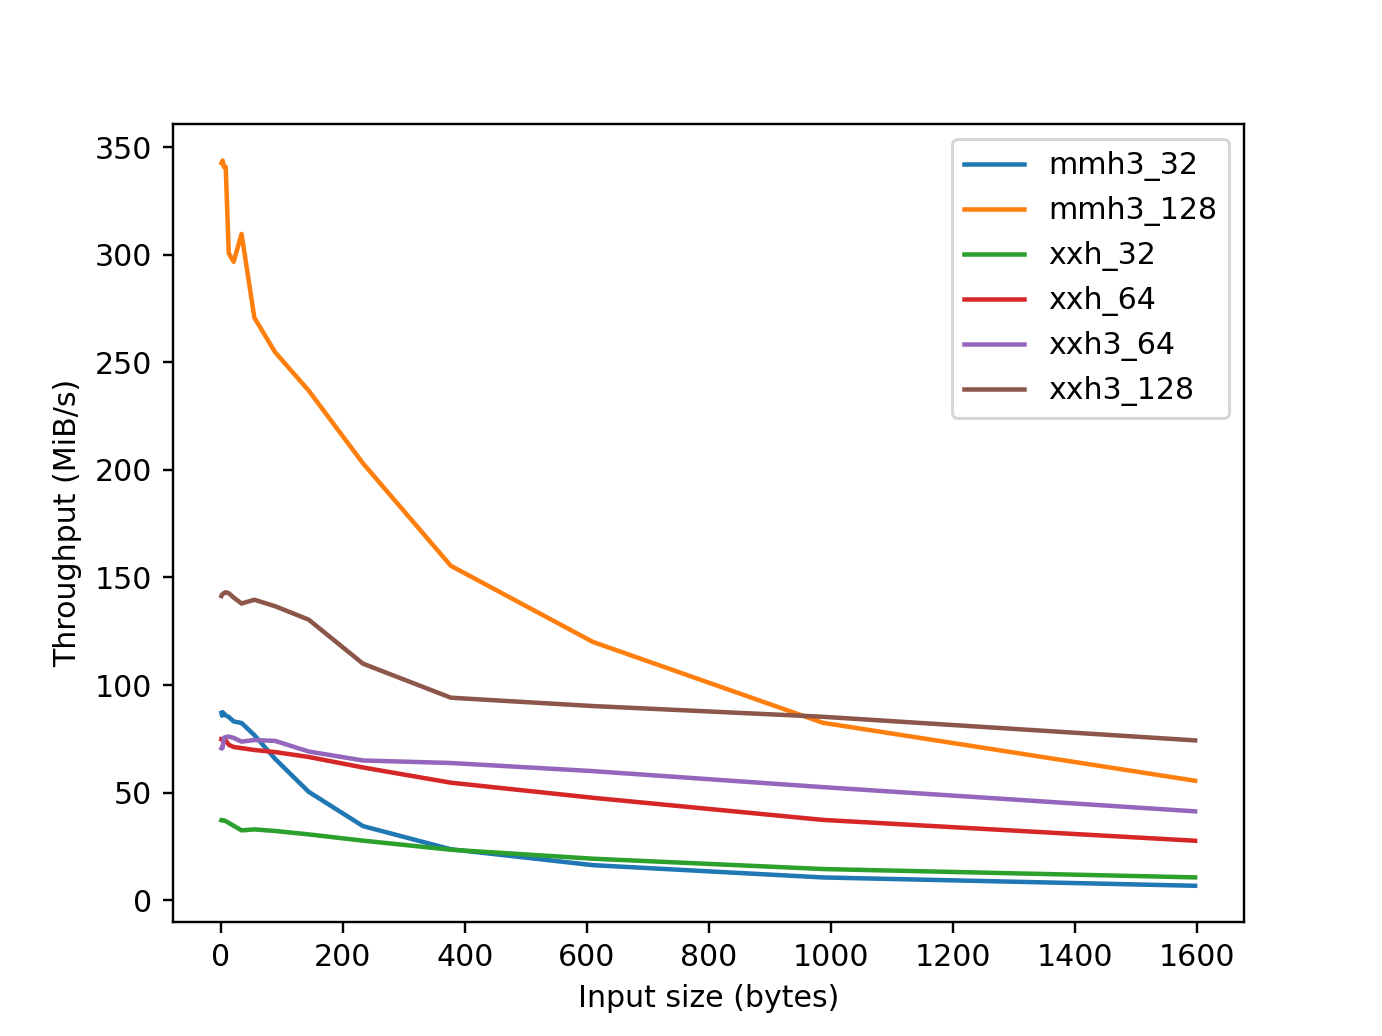 350
300
250
200
150
100
50
0
Throughput (MiB/s)
mmh3_32
mmh3_128
xxh_32
xxh_64
xxh3_64
xxh3_128
0 200 400 600 800 1000 1200 1400 1600
Input size (bytes)